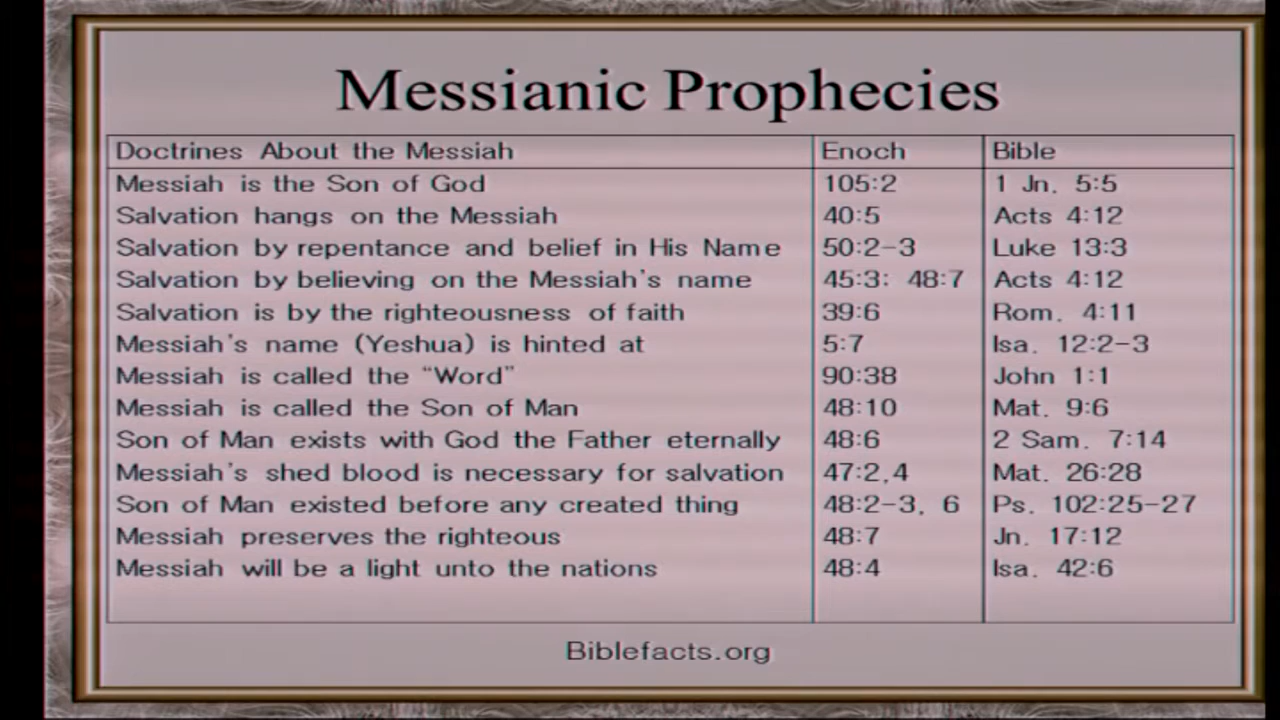 Messianic Prophecies
Doctrines About the Messiah Enoch Bible
Messiah is the Son of God 105:2 1 Jn. 5:5
Salvation hangs on the Messiah 40:5 Acts 4:12
Salvation by repentance and belief in His Name 50:2-3 Luke 13:3
Salvation by believing on the Messiah's name 45:3: 48:7 Acts 4:12
Salvation is by the righteousness of faith 39:6 Rom. 4:11
Messiah's name (Yeshua) is hinted at 5:7 Isa. 12:2-3
Messiah is called the "Word" 90:38 John 1:1
Messiah is called the Son of Man 48:10 Mat. 9:6
Son of Man exists with God the Father eternally 48:6 2 Sam. 7:14
Messiah's shed blood is necessary for salvation 47:2,4 Mat. 26:28
Son of Man existed before any created thing 48:2-3, 6 Ps. 102:25-27
Messiah preserves the righteous 48:7 Jn. 17:12
Messiah will be a light unto the nations 48:4 Isa. 42:6
Biblefacts.org